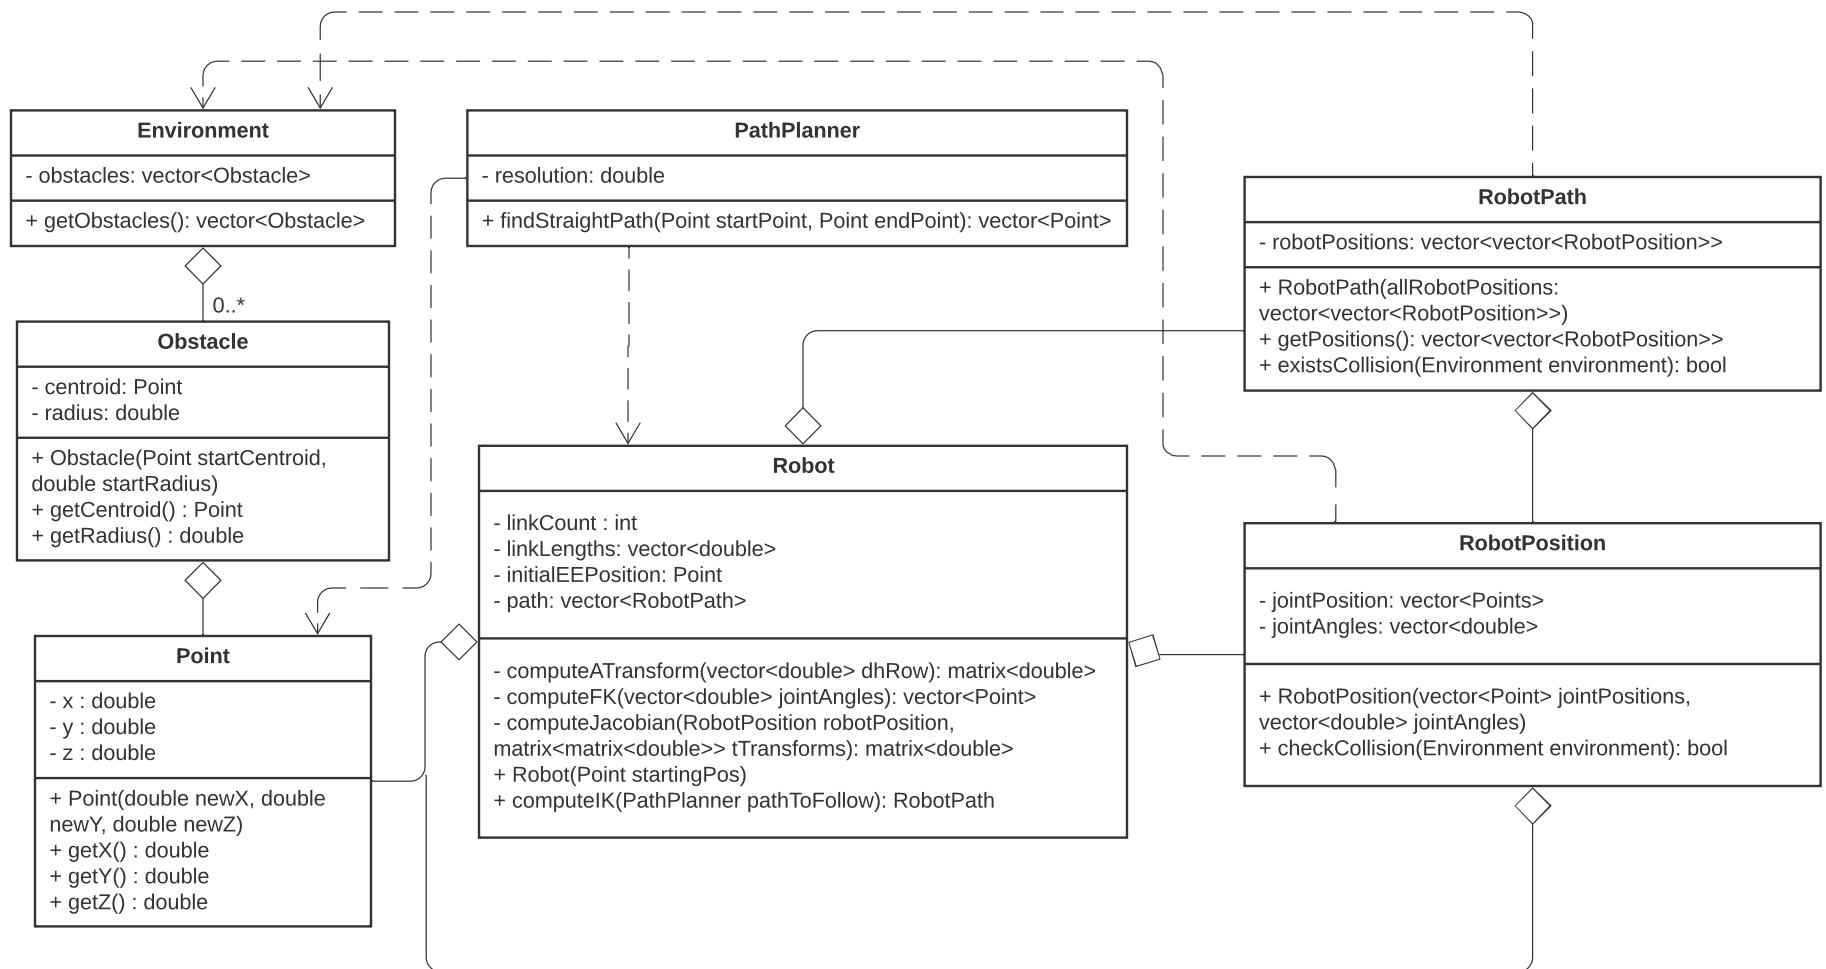 Environment
- obstacles: vector<Obstacle>
+ getObstacles(): vector<Obstacle>
0..*
Obstacle
- centroid: Point
- radius: double
+ Obstacle(Point startCentroid,
double startRadius)
+ getCentroid() : Point
+ getRadius() : double
Point
- x : double
- y : double
- z : double
+ Point(double newX, double
newY, double newZ)
+ getX() : double
+ getY() : double
+ getZ() : double
PathPlanner
- resolution: double
+ findStraightPath(Point startPoint, Point endPoint): vector<Point>
Robot
- linkCount : int
- linkLengths: vector<double>
- initialEEPosition: Point
- path: vector<RobotPath>
- computeATransform(vector<double> dhRow): matrix<double>
- computeFK(vector<double> jointAngles): vector<Point>
- computeJacobian(RobotPosition robotPosition,
matrix<matrix<double>> tTransforms): matrix<double>
+ Robot(Point startingPos)
+ computeIK(PathPlanner pathToFollow): RobotPath
RobotPath
- robotPositions: vector<vector<RobotPosition>>
+ RobotPath(allRobotPositions:
vector<vector<RobotPosition>>)
+ getPositions(): vector<vector<RobotPosition>>
+ existsCollision(Environment environment): bool
RobotPosition
- jointPosition: vector<Points>
- jointAngles: vector<double>
+ RobotPosition(vector<Point> jointPositions,
vector<double> jointAngles)
+ checkCollision(Environment environment): bool